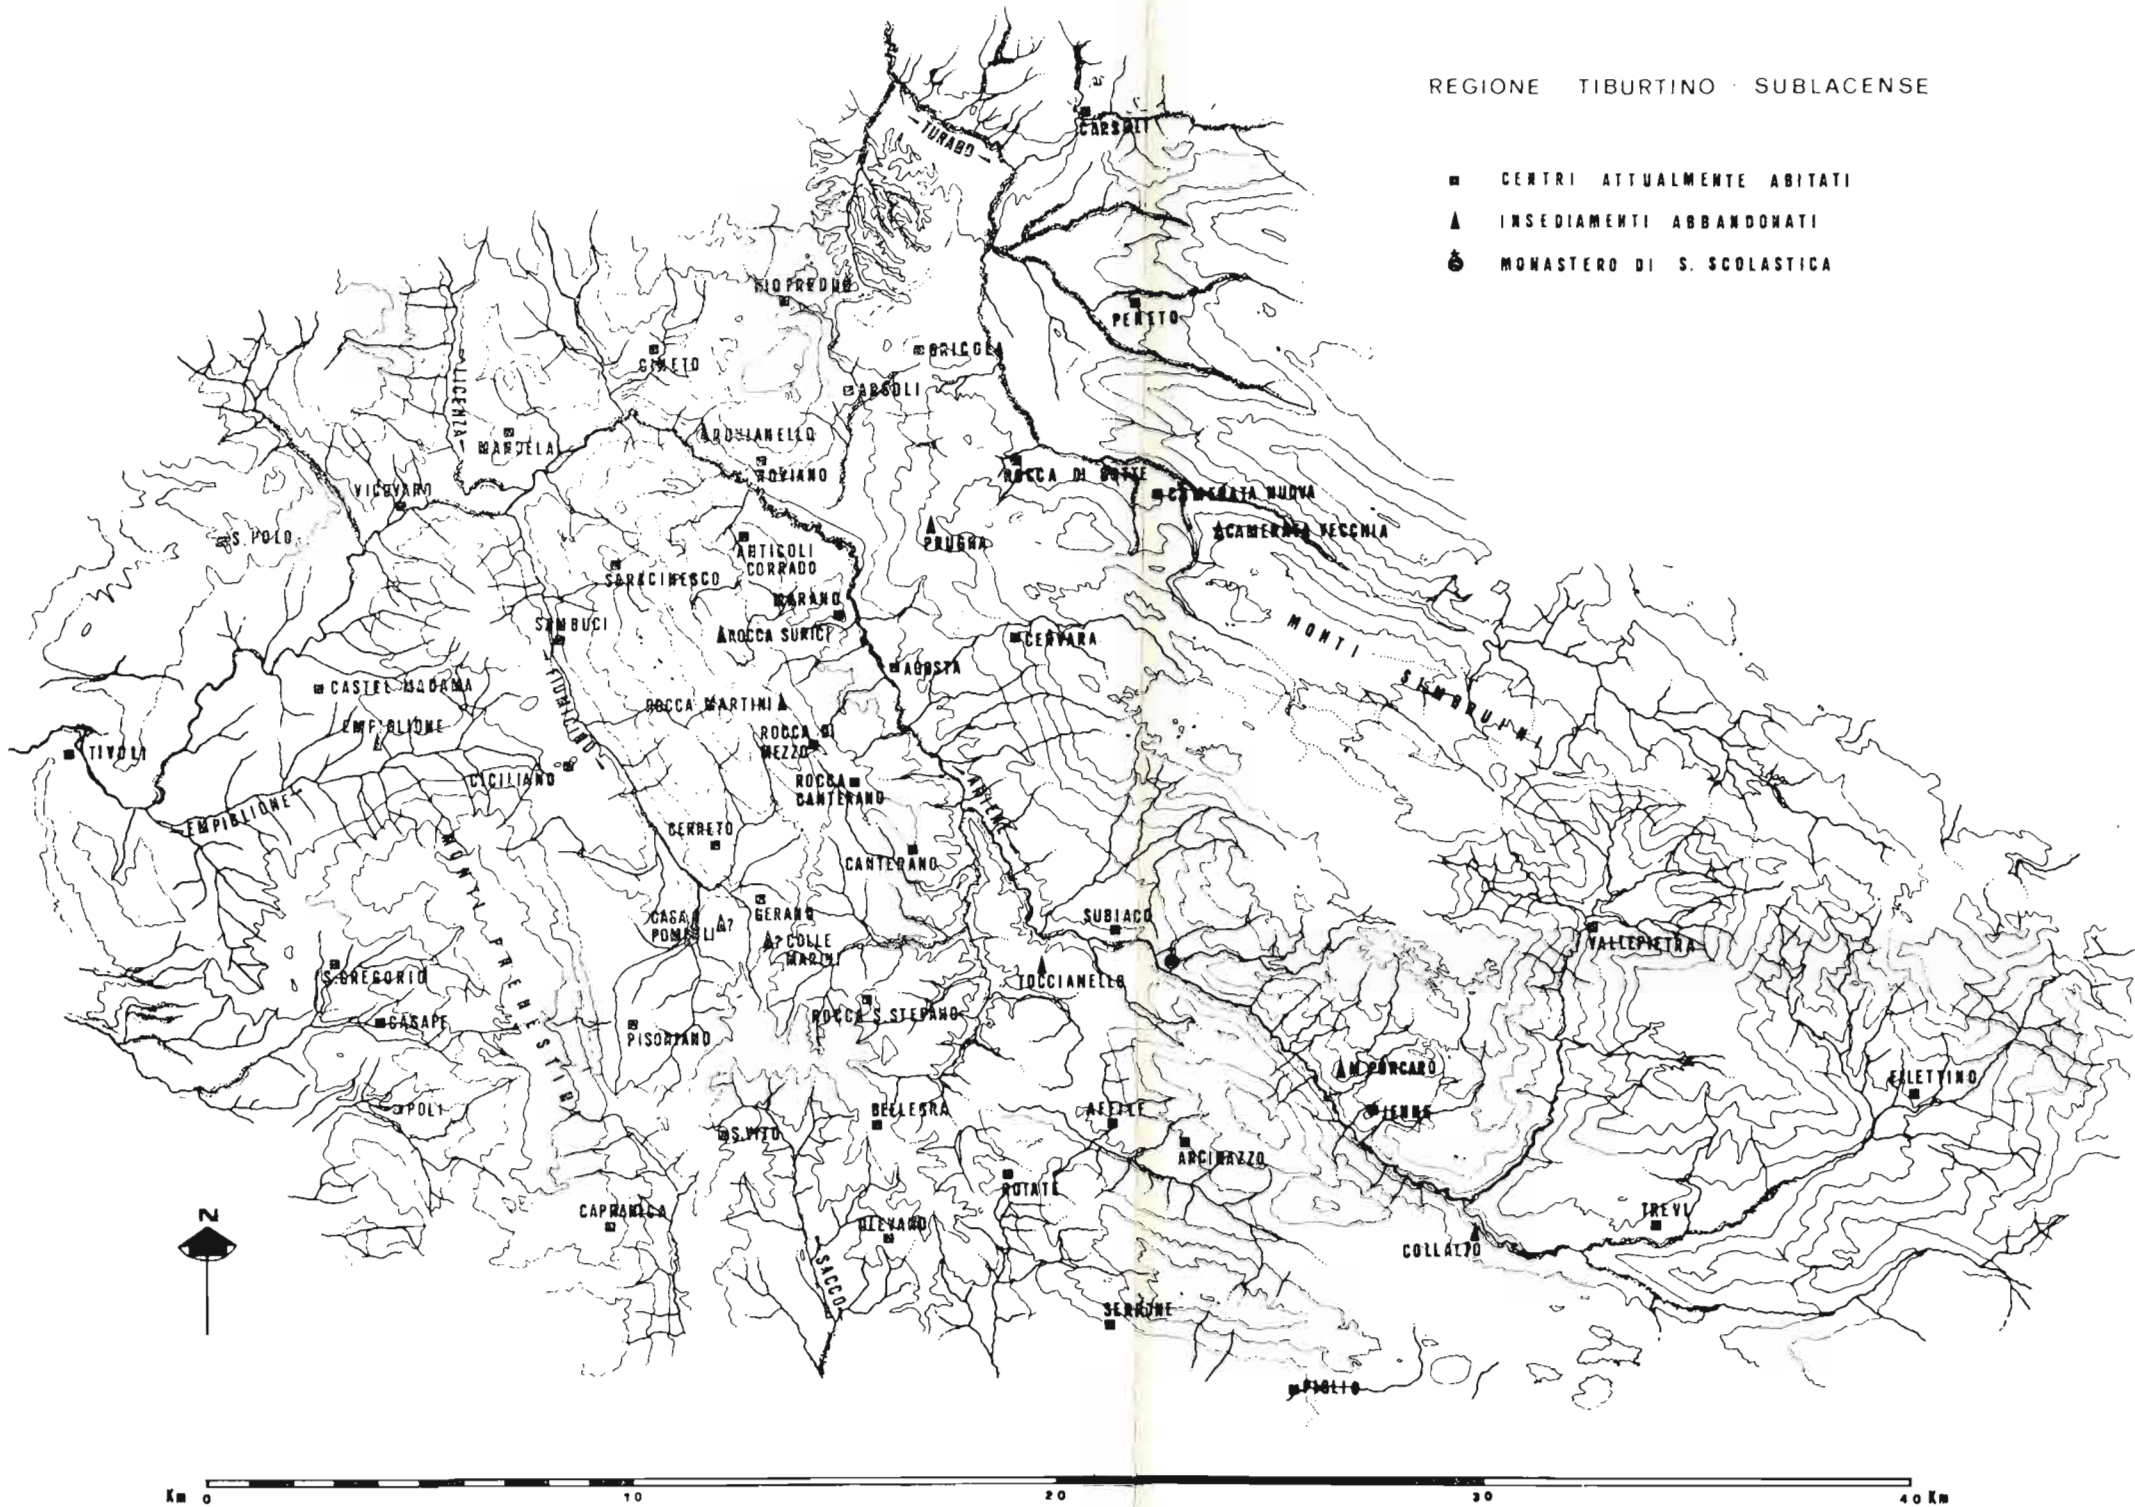 REGIONE TIBURTINO · SUBLACENSE
CENTRI ATTUALMENTE ABITATI
INSEDIAMENTI ABBANDONATI
MONASTERO DI S. SCOLASTICA
CARSOLI
TURANO
RIOFREDDO
PERETO
ORICOLA
CINETO
ARSOLI
LICENZA
ROVIANELLO
MANDELA
ROVIANO
ROCCA DI BOTTE
VICOVARO
CAMERATA NUOVA
CAMERATA VECCHIA
S. POLO
PRUGNA
ANTICOLI
CORRADO
SARACINESCO
MARANO
SAMBUCI
ROCCA SURICI
CERVARA
MONTI SIMBRUINI
AGOSTA
CASTEL MADAMA
FIUMICINO
ROCCA MARTINI
EMPIGLIONE
ROCCA DI
MEZZO
TIVOLI
CICILIANO
ROCCA
CANTERANO
ANIENE
EMPIGLIONE
CERRETO
MONTI PRENESTINI
CANTERANO
GERANO
CASA
POMPLI ?
? COLLE
MARINI
SUBIACO
VALLEPIETRA
S. GREGORIO
TOCCIANELLO
CASAPE
ROCCA S. STEFANO
PISONIANO
M. PORCARO
FILETTINO
POLI
BELLEGRA
AFFILE
JENNE
S. VITO
ARCINAZZO
ROIATE
CAPRANICA
OLEVANO
TREVI
COLLALTO
SACCO
SERRONE
PIGLIO
N
Km 0 10 20 30 40 Km